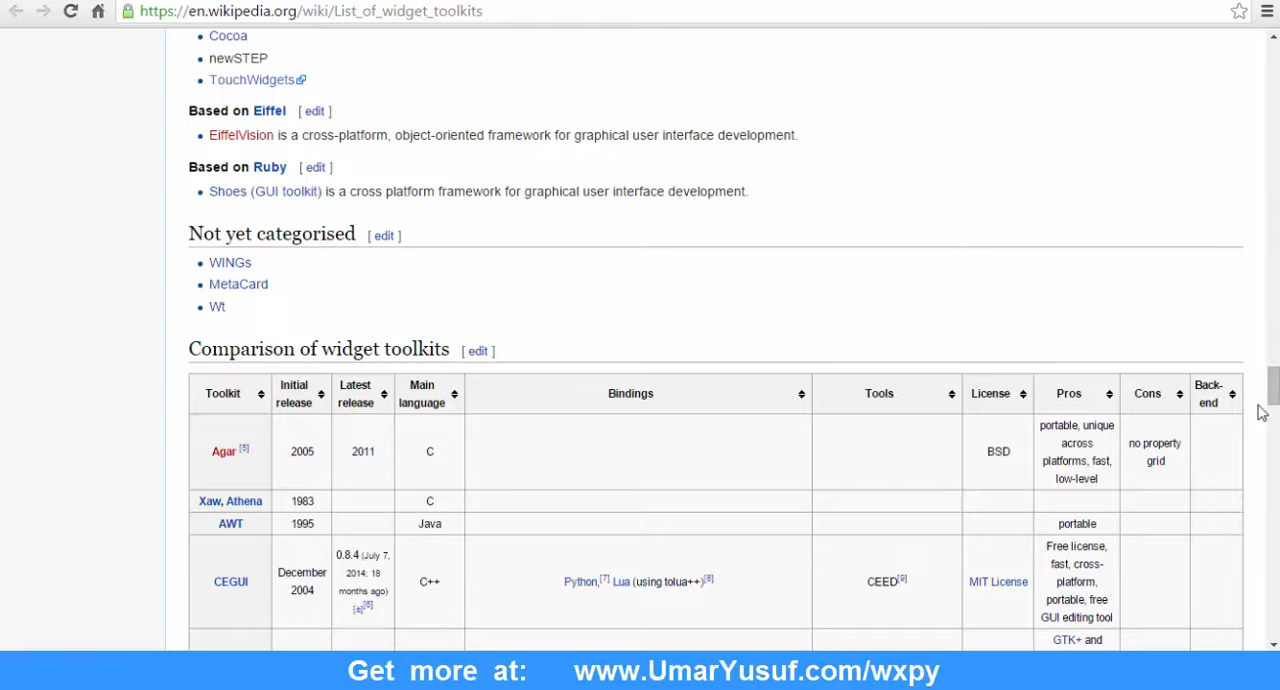 https://en.wikipedia.org/wiki/List_of_widget_toolkits
Cocoa
newSTEP
TouchWidgets
Based on Eiffel [ edit ]
EiffelVision is a cross-platform, object-oriented framework for graphical user interface development.
Based on Ruby [ edit ]
Shoes (GUI toolkit) is a cross platform framework for graphical user interface development.
Not yet categorised [ edit ]
WINGs
MetaCard
Wt
Comparison of widget toolkits [ edit ]
Toolkit Initial release Latest release Main language Bindings Tools License Pros Cons Back-end
Agar [5] 2005 2011 C BSD portable, unique across platforms, fast, low-level no property grid
Xaw, Athena 1983 C
AWT 1995 Java portable
CEGUI December 2004 0.8.4 (July 7, 2014; 18 months ago) [±][6] C++ Python,[7] Lua (using tolua++)[8] CEED[9] MIT License Free license, fast, cross-platform, portable, free GUI editing tool
GTK+ and
Get more at: www.UmarYusuf.com/wxpy